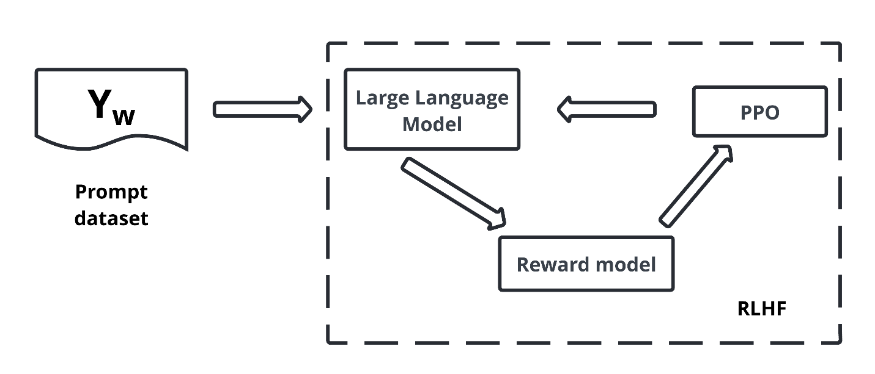 Yw
Prompt
dataset
Large Language
Model
PPO
Reward model
RLHF